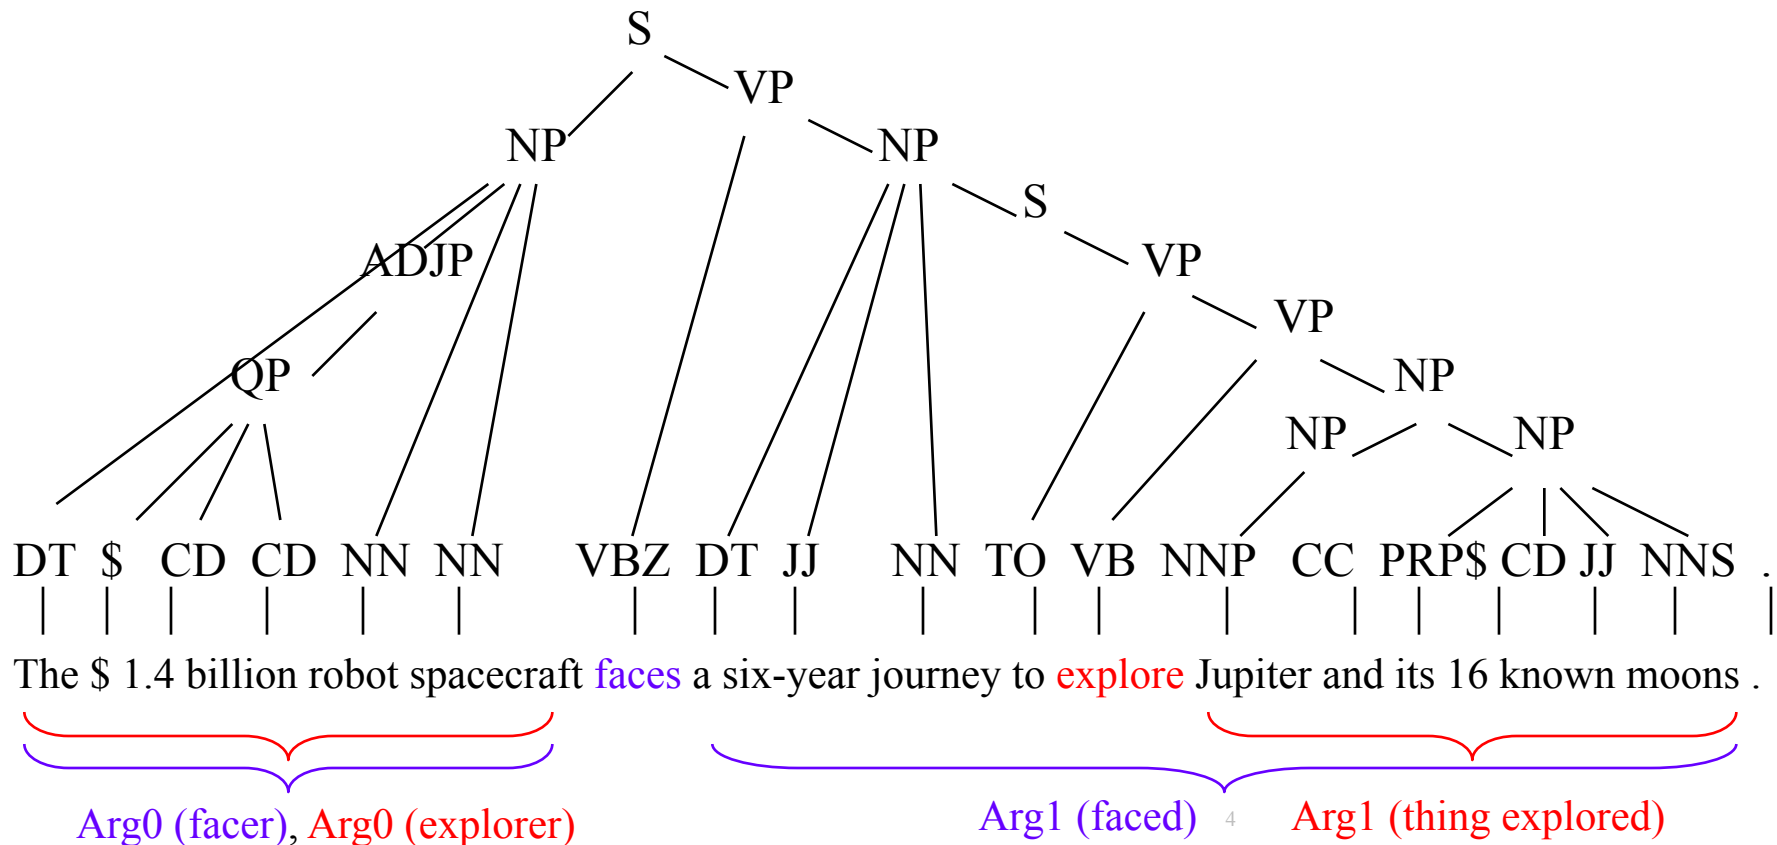 S
VP
NP NP
S
ADJP VP
VP
QP NP
NP NP
DT $ CD CD NN NN VBZ DT JJ NN TO VB NNP CC PRP$ CD JJ NNS .
The $ 1.4 billion robot spacecraft faces a six-year journey to explore Jupiter and its 16 known moons .
Arg0 (facer), Arg0 (explorer) Arg1 (faced) 4 Arg1 (thing explored)